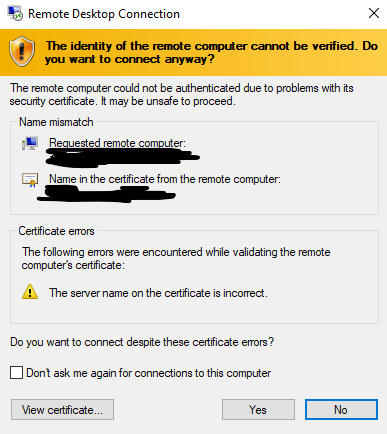 Remote Desktop Connection
The identity of the remote computer cannot be verified. Do
you want to connect anyway?
The remote computer could not be authenticated due to problems with its
security certificate. It may be unsafe to proceed.
Name mismatch
Requested remote computer:
Name in the certificate from the remote computer:
Certificate errors
The following errors were encountered while validating the remote
computer's certificate:
The server name on the certificate is incorrect.
Do you want to connect despite these certificate errors?
Don't ask me again for connections to this computer
View certificate...
Yes
No